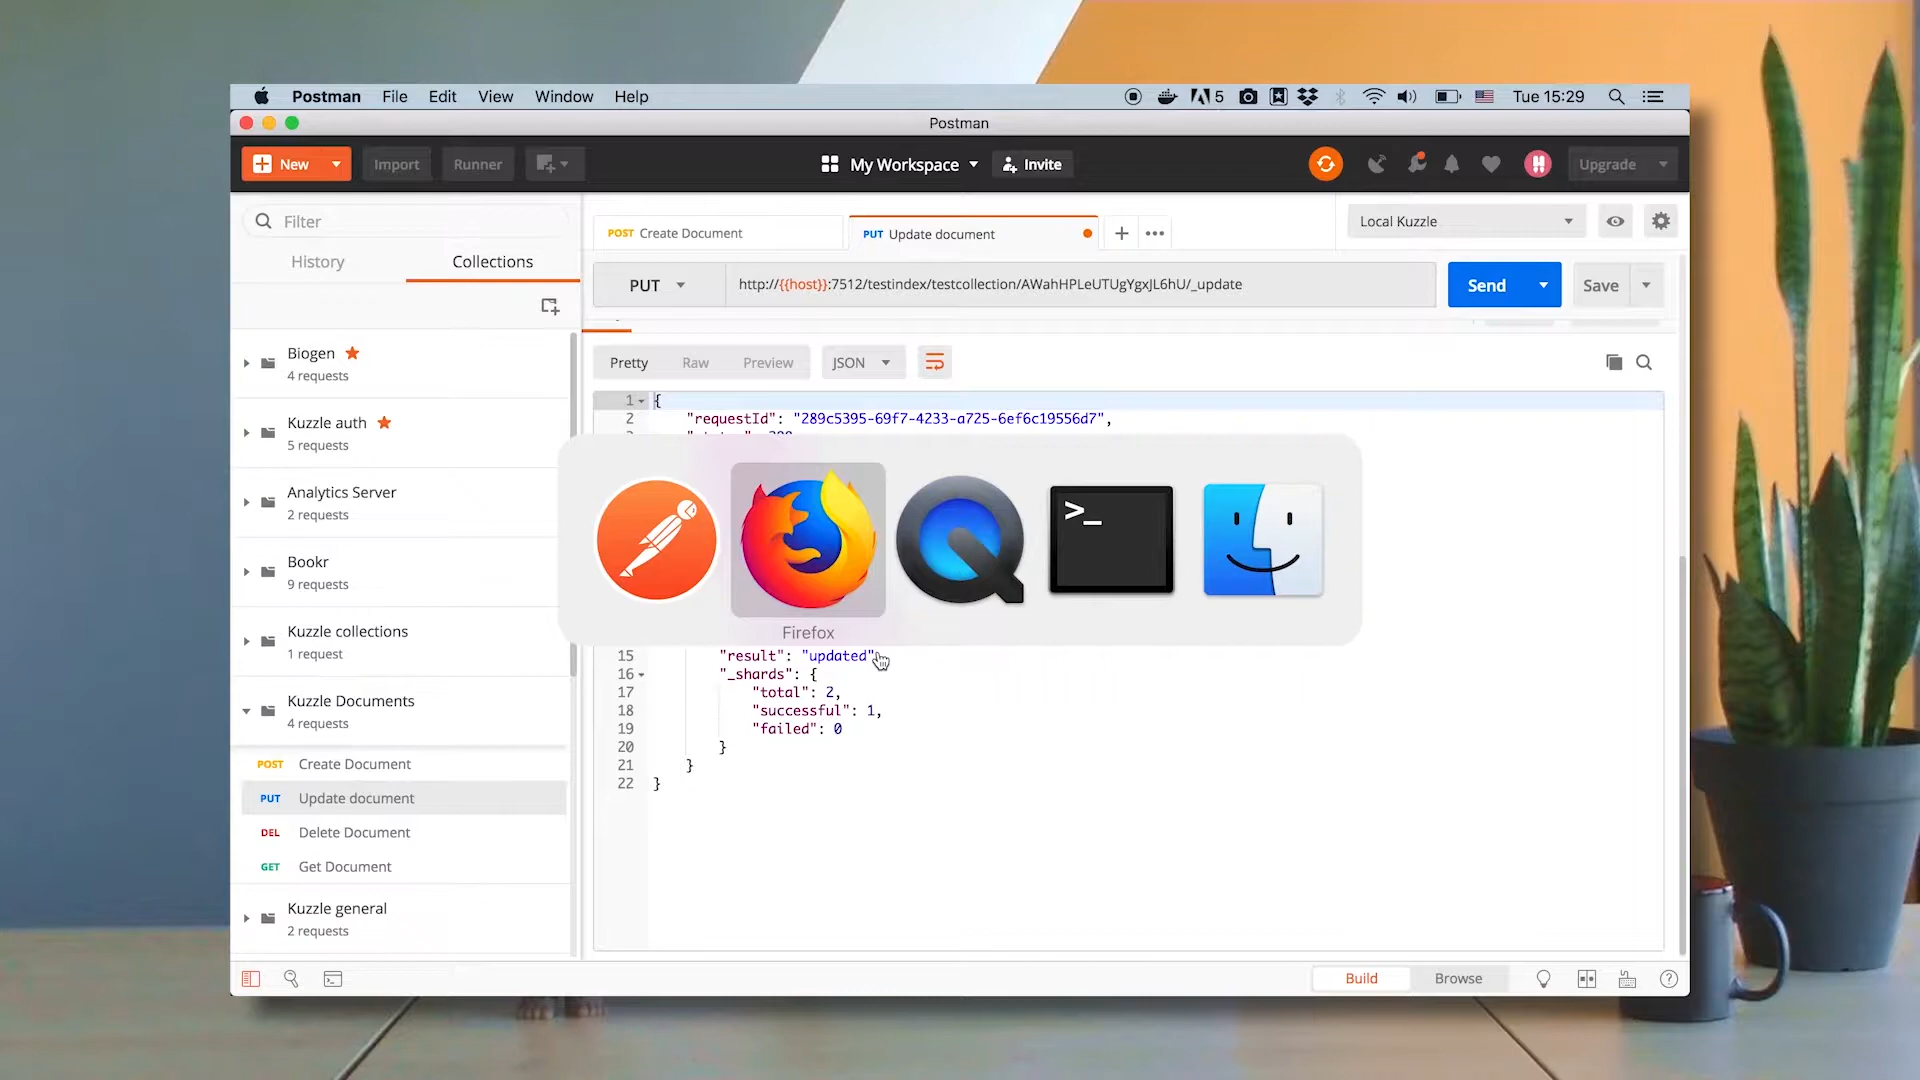 Postman File Edit View Window Help 5 Tue 15:29
Postman
New Import Runner My Workspace Invite Upgrade
Filter
History Collections
POST Create Document PUT Update document Local Kuzzle
PUT http://{{host}}:7512/testindex/testcollection/AWahHPLeUTUgYgxJL6hU/_update Send Save
Biogen
4 requests
Kuzzle auth
5 requests
Analytics Server
2 requests
Bookr
9 requests
Kuzzle collections
1 request
Kuzzle Documents
4 requests
POST Create Document
PUT Update document
DEL Delete Document
GET Get Document
Kuzzle general
2 requests
Pretty Raw Preview JSON
1 {
2 "requestId": "289c5395-69f7-4233-a725-6ef6c19556d7",
>_
Firefox
15 "result": "updated"
16 "_shards": {
17 "total": 2,
18 "successful": 1,
19 "failed": 0
20 }
21 }
22 }
Build Browse